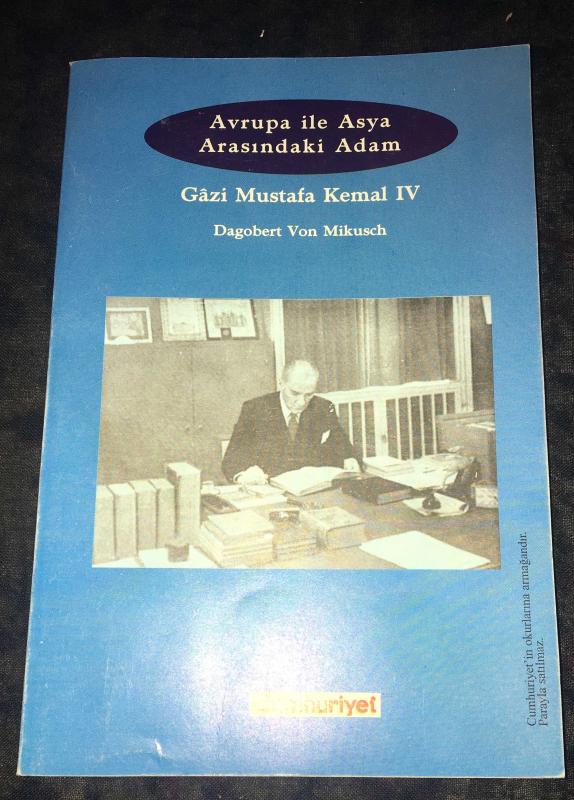 Avrupa ile Asya
Arasındaki Adam
Gâzi Mustafa Kemal IV
Dagobert Von Mikusch
Cumhuriyet'in okurlarına armağandır.
Parayla satılmaz.
Cumhuriyet